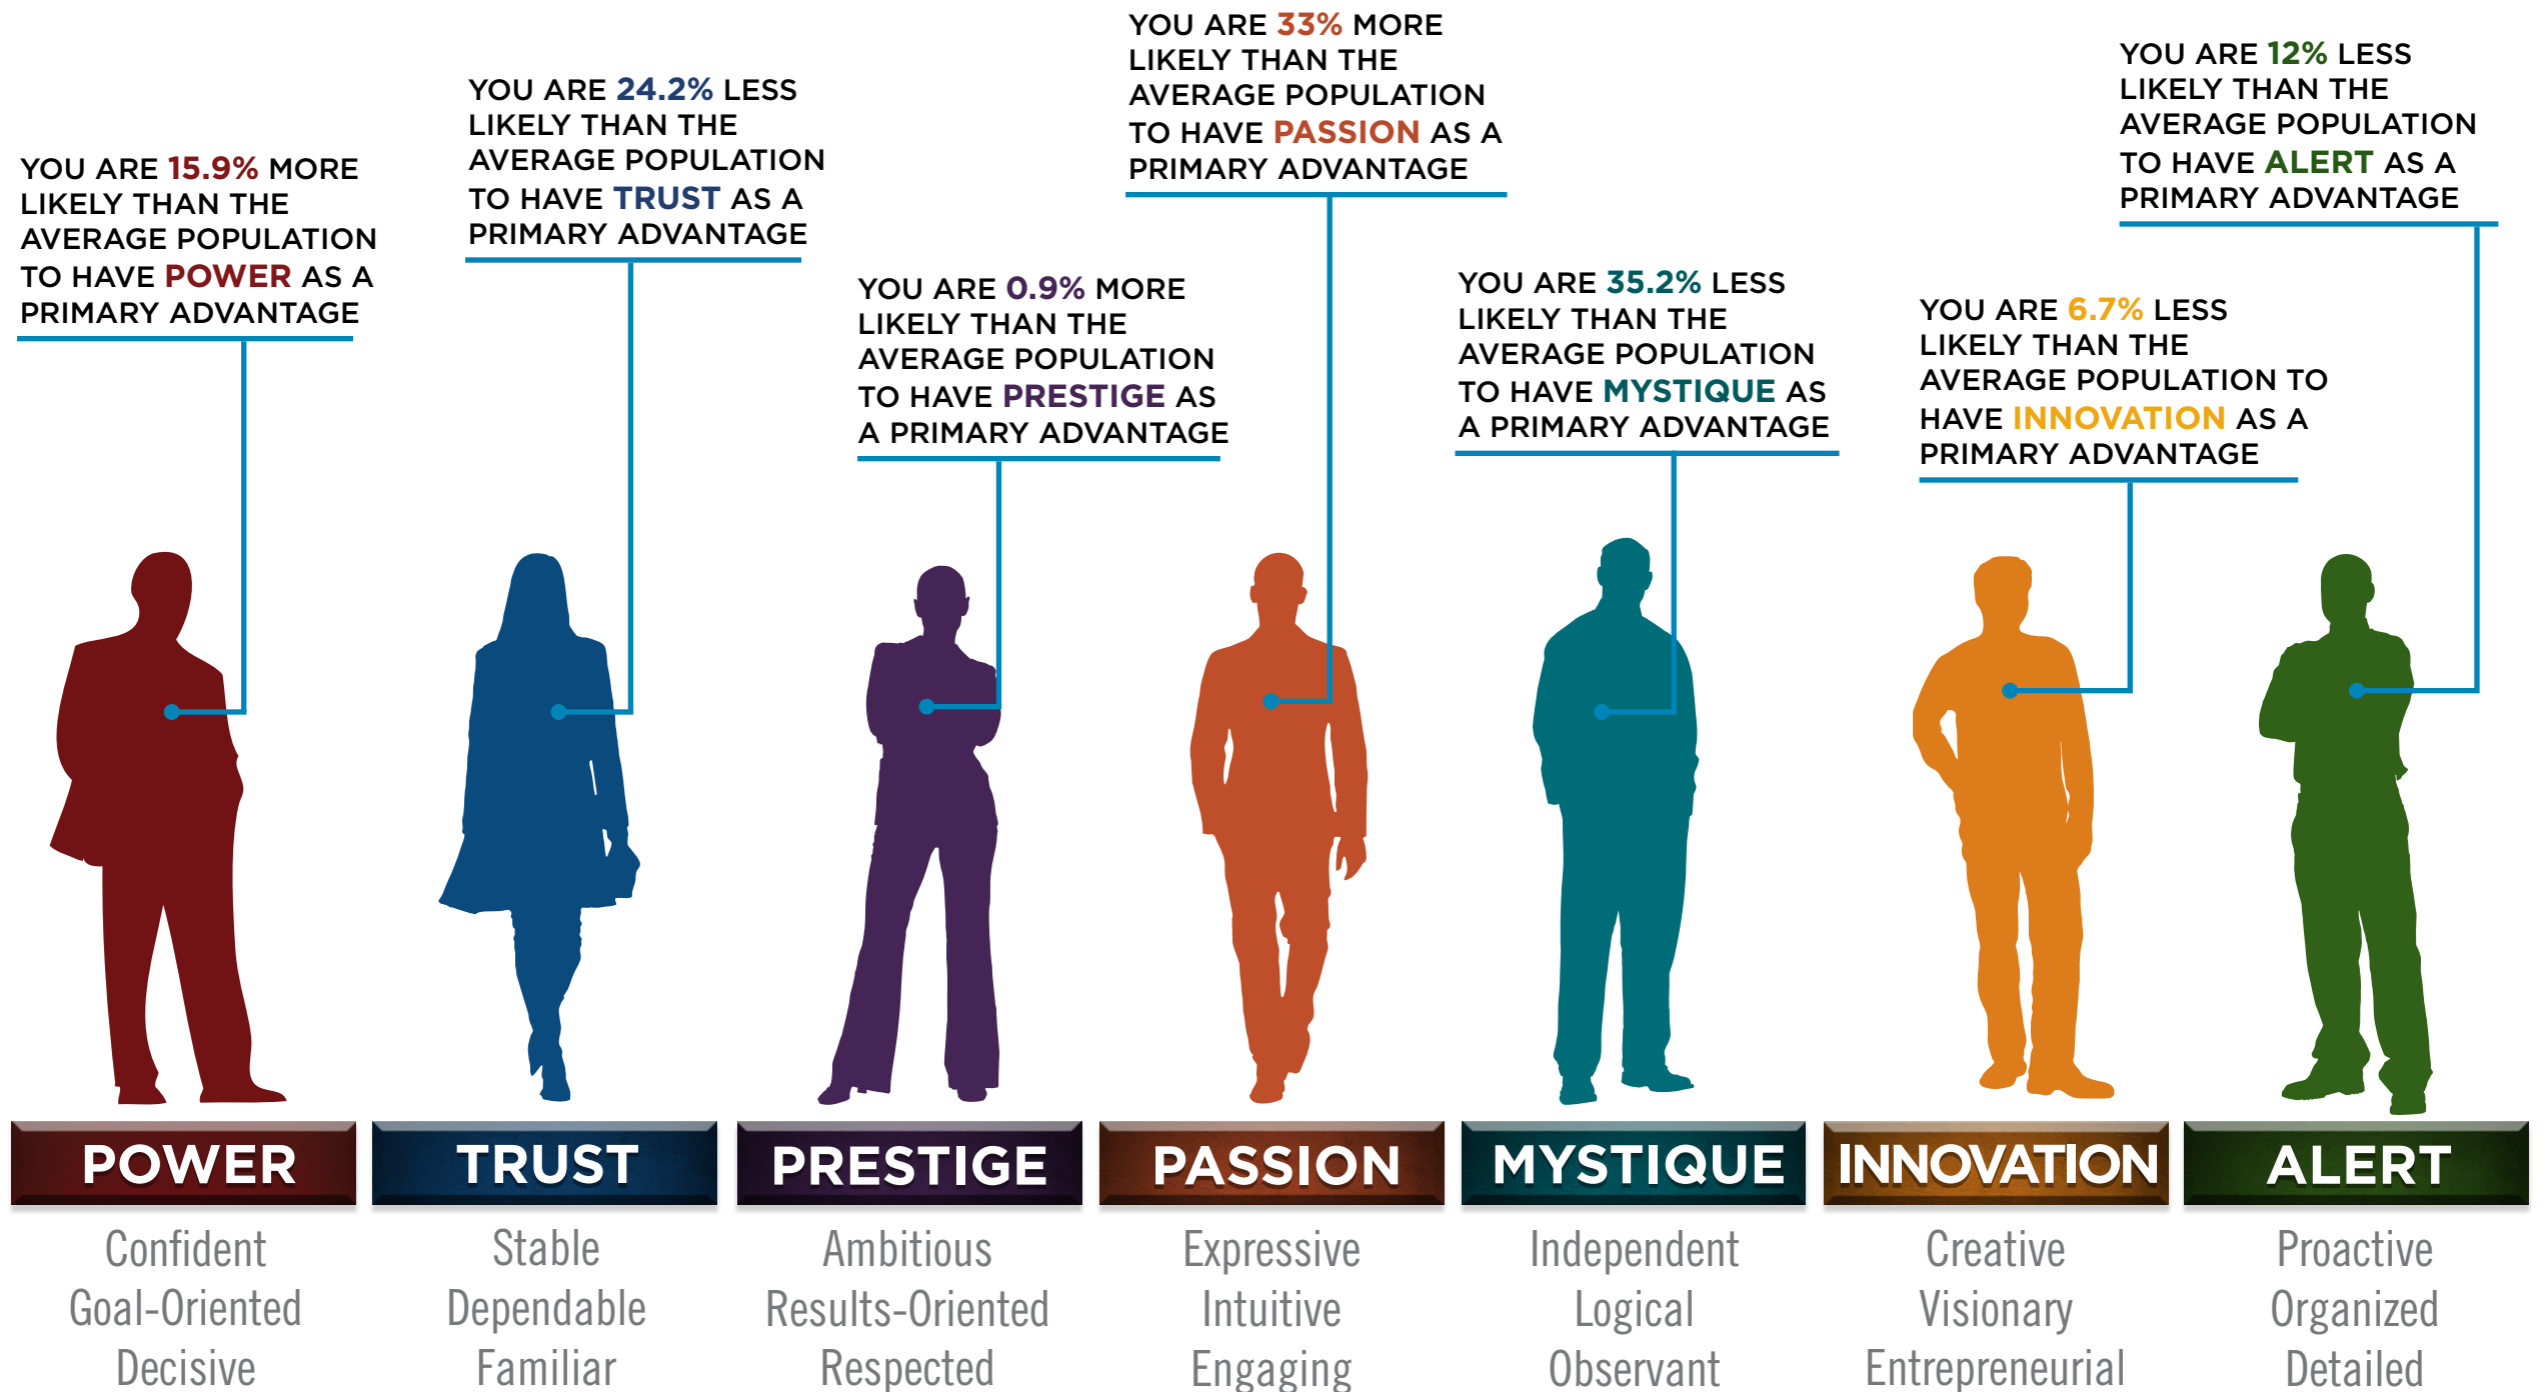 YOU ARE 15.9% MORE
LIKELY THAN THE
AVERAGE POPULATION
TO HAVE POWER AS A
PRIMARY ADVANTAGE
YOU ARE 24.2% LESS
LIKELY THAN THE
AVERAGE POPULATION
TO HAVE TRUST AS A
PRIMARY ADVANTAGE
YOU ARE 0.9% MORE
LIKELY THAN THE
AVERAGE POPULATION
TO HAVE PRESTIGE AS
A PRIMARY ADVANTAGE
YOU ARE 33% MORE
LIKELY THAN THE
AVERAGE POPULATION
TO HAVE PASSION AS A
PRIMARY ADVANTAGE
YOU ARE 35.2% LESS
LIKELY THAN THE
AVERAGE POPULATION
TO HAVE MYSTIQUE AS
A PRIMARY ADVANTAGE
YOU ARE 6.7% LESS
LIKELY THAN THE
AVERAGE POPULATION TO
HAVE INNOVATION AS A
PRIMARY ADVANTAGE
YOU ARE 12% LESS
LIKELY THAN THE
AVERAGE POPULATION
TO HAVE ALERT AS A
PRIMARY ADVANTAGE
POWER
Confident
Goal-Oriented
Decisive
TRUST
Stable
Dependable
Familiar
PRESTIGE
Ambitious
Results-Oriented
Respected
PASSION
Expressive
Intuitive
Engaging
MYSTIQUE
Independent
Logical
Observant
INNOVATION
Creative
Visionary
Entrepreneurial
ALERT
Proactive
Organized
Detailed